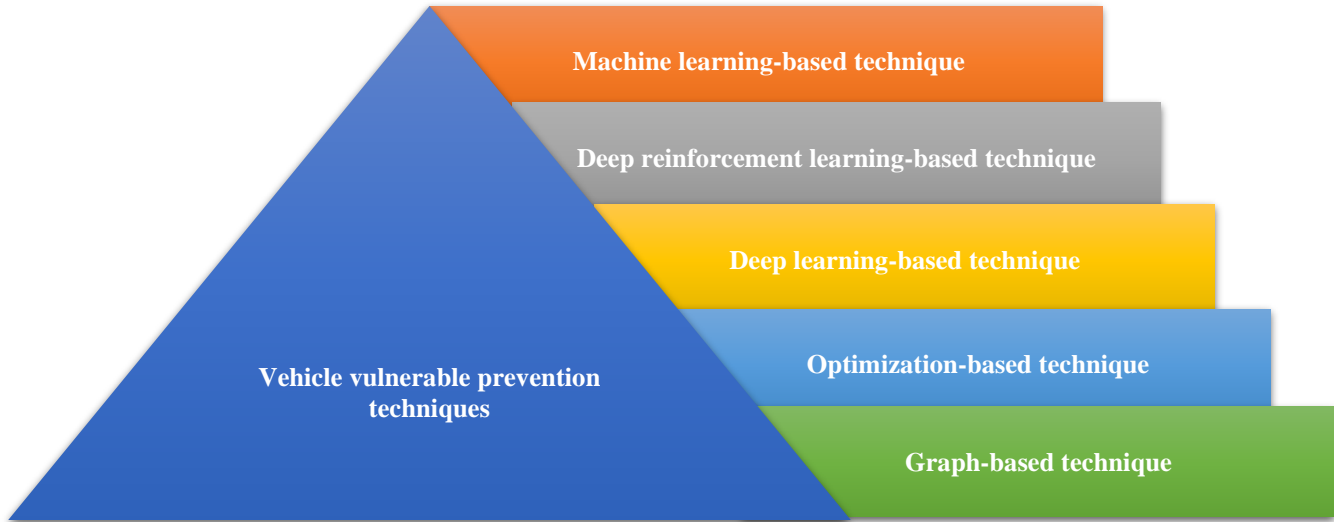 Machine learning-based technique
Deep reinforcement learning-based technique
Deep learning-based technique
Optimization-based technique
Vehicle vulnerable prevention
techniques
Graph-based technique